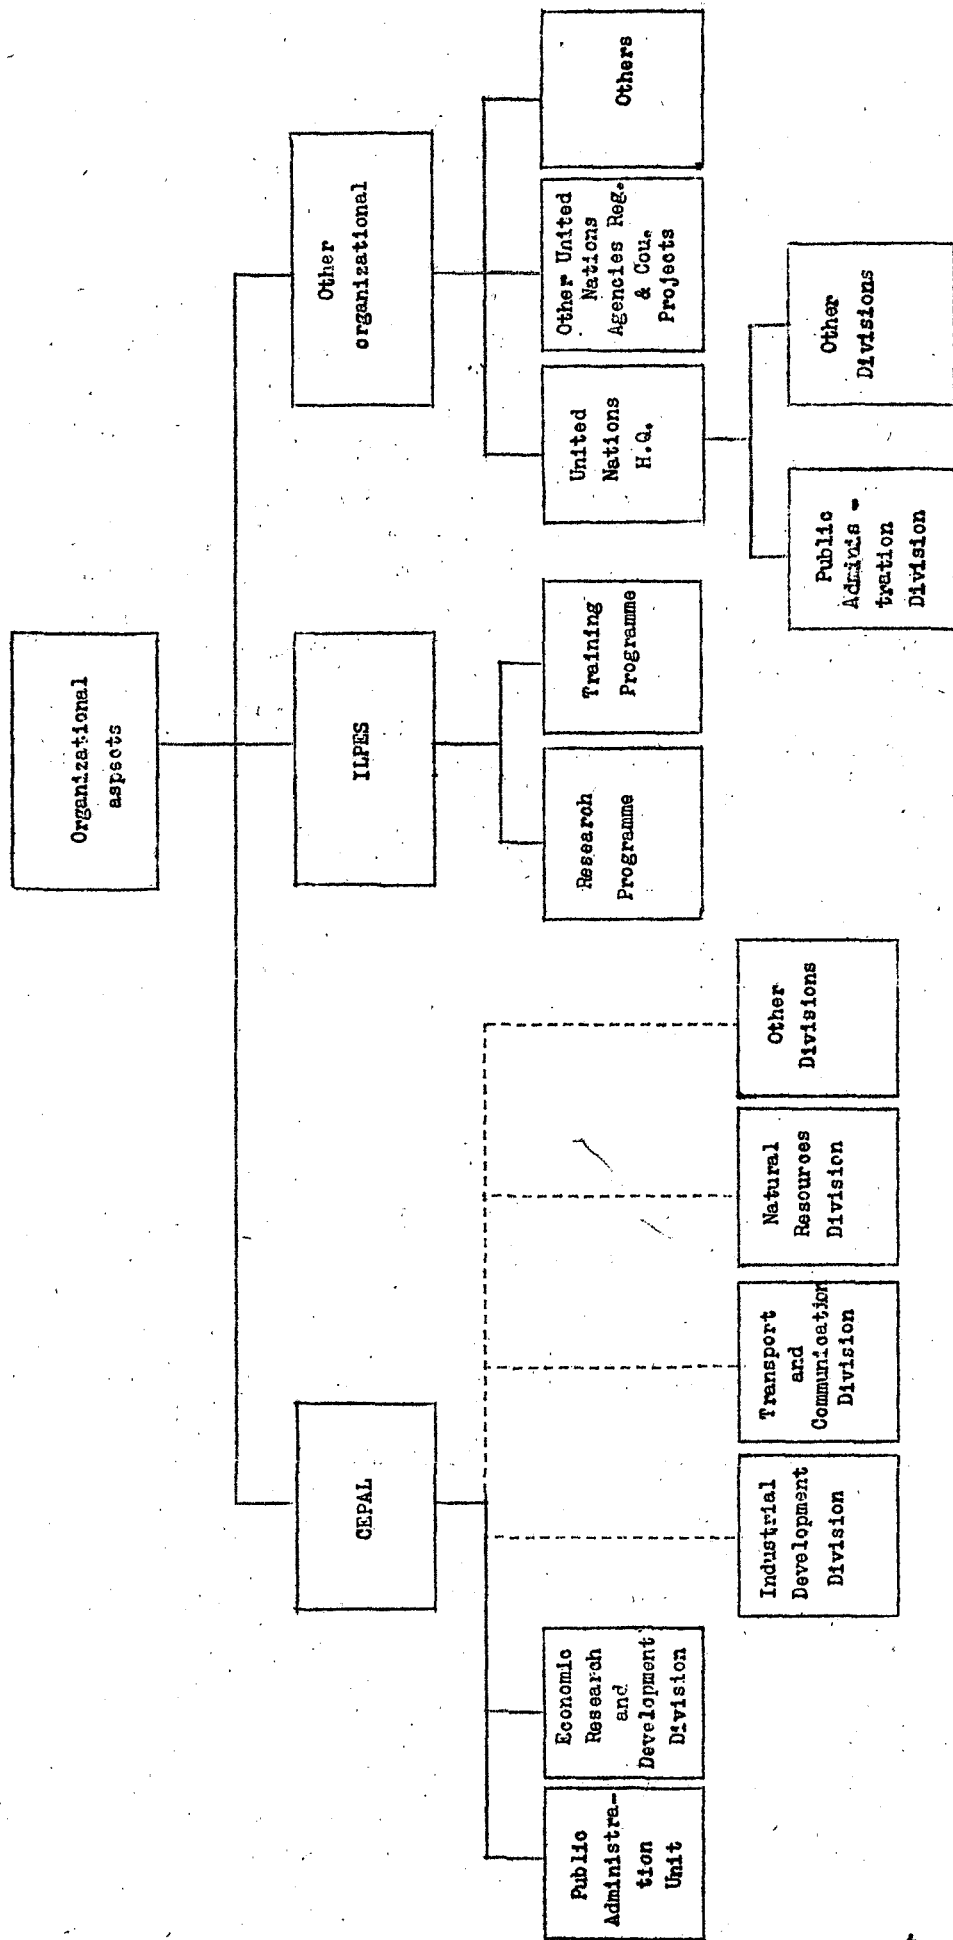 Organizational
aspects
CEPAL
ILPES
Other
organizational
Public
Administra-
tion
Unit
Economic
Research
and
Development
Division
Industrial
Development
Division
Transport
and
Communication
Division
Natural
Resources
Division
Other
Divisions
Research
Programme
Training
Programme
United
Nations
H.Q.
Other United
Nations
Agencies Reg.
& Cou.
Projects
Others
Public
Adminis -
tration
Division
Other
Divisions